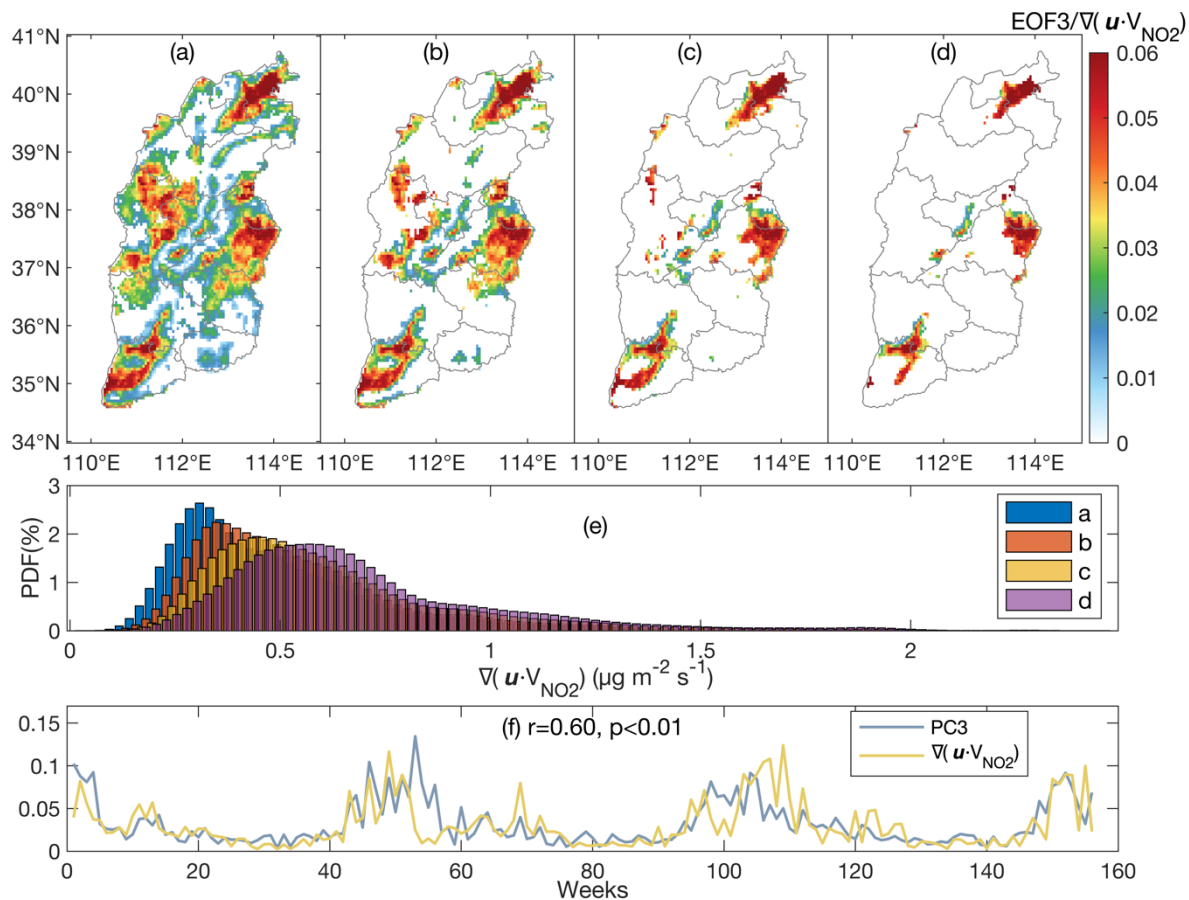 EOF3/∇(u·V_NO2)
(a) (b) (c) (d)
41°N
40°N
39°N
38°N
37°N
36°N
35°N
34°N
0.06
0.05
0.04
0.03
0.02
0.01
0
110°E 112°E 114°E 110°E 112°E 114°E 110°E 112°E 114°E 110°E 112°E 114°E
3
2
1
0
PDF(%)
(e)
a
b
c
d
0 0.5 1 1.5 2
∇(u·V_NO2) (µg m⁻² s⁻¹)
0.15
0.1
0.05
0
(f) r=0.60, p<0.01
PC3
∇(u·V_NO2)
0 20 40 60 80 100 120 140 160
Weeks